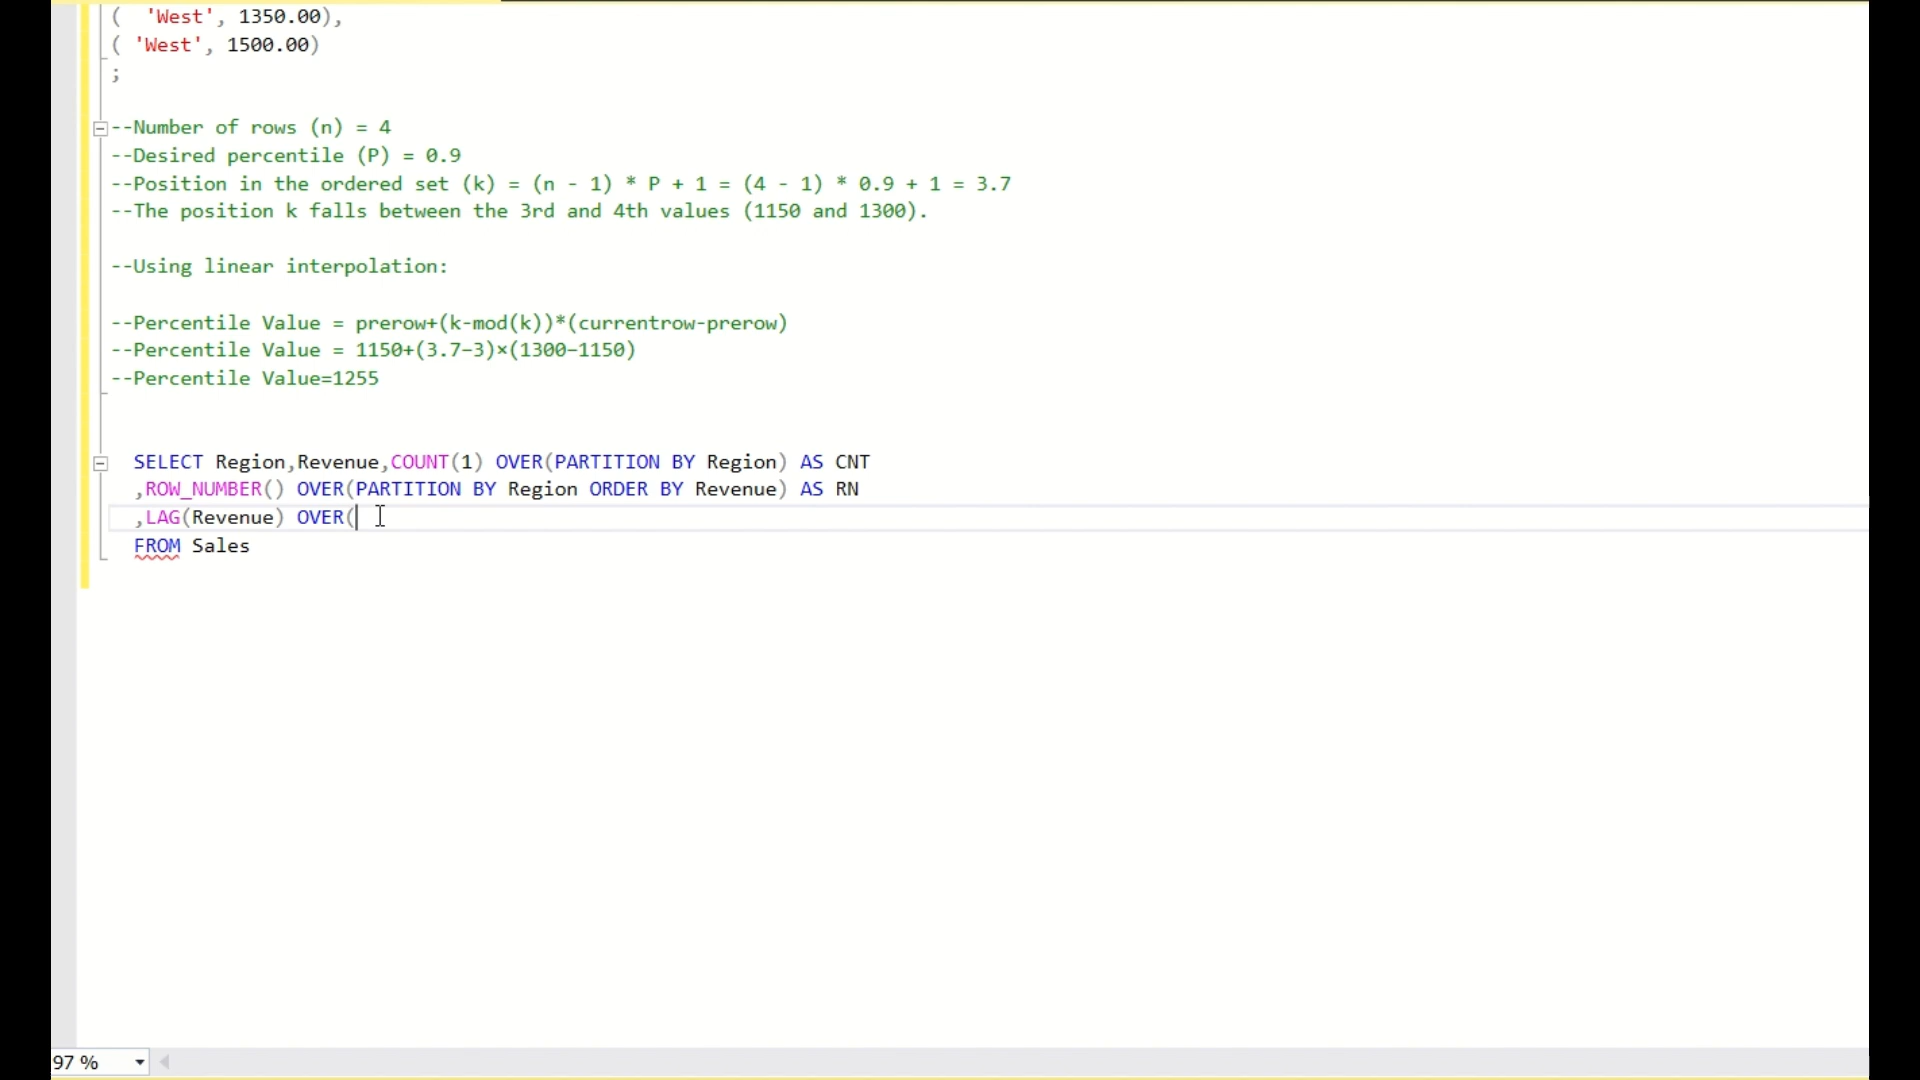 ( 'West', 1350.00),
( 'West', 1500.00)
;
--Number of rows (n) = 4
--Desired percentile (P) = 0.9
--Position in the ordered set (k) = (n - 1) * P + 1 = (4 - 1) * 0.9 + 1 = 3.7
--The position k falls between the 3rd and 4th values (1150 and 1300).
--Using linear interpolation:
--Percentile Value = prerow+(k-mod(k))*(currentrow-prerow)
--Percentile Value = 1150+(3.7−3)×(1300−1150)
--Percentile Value=1255
SELECT Region,Revenue,COUNT(1) OVER(PARTITION BY Region) AS CNT
,ROW_NUMBER() OVER(PARTITION BY Region ORDER BY Revenue) AS RN
,LAG(Revenue) OVER(
FROM Sales
97 %